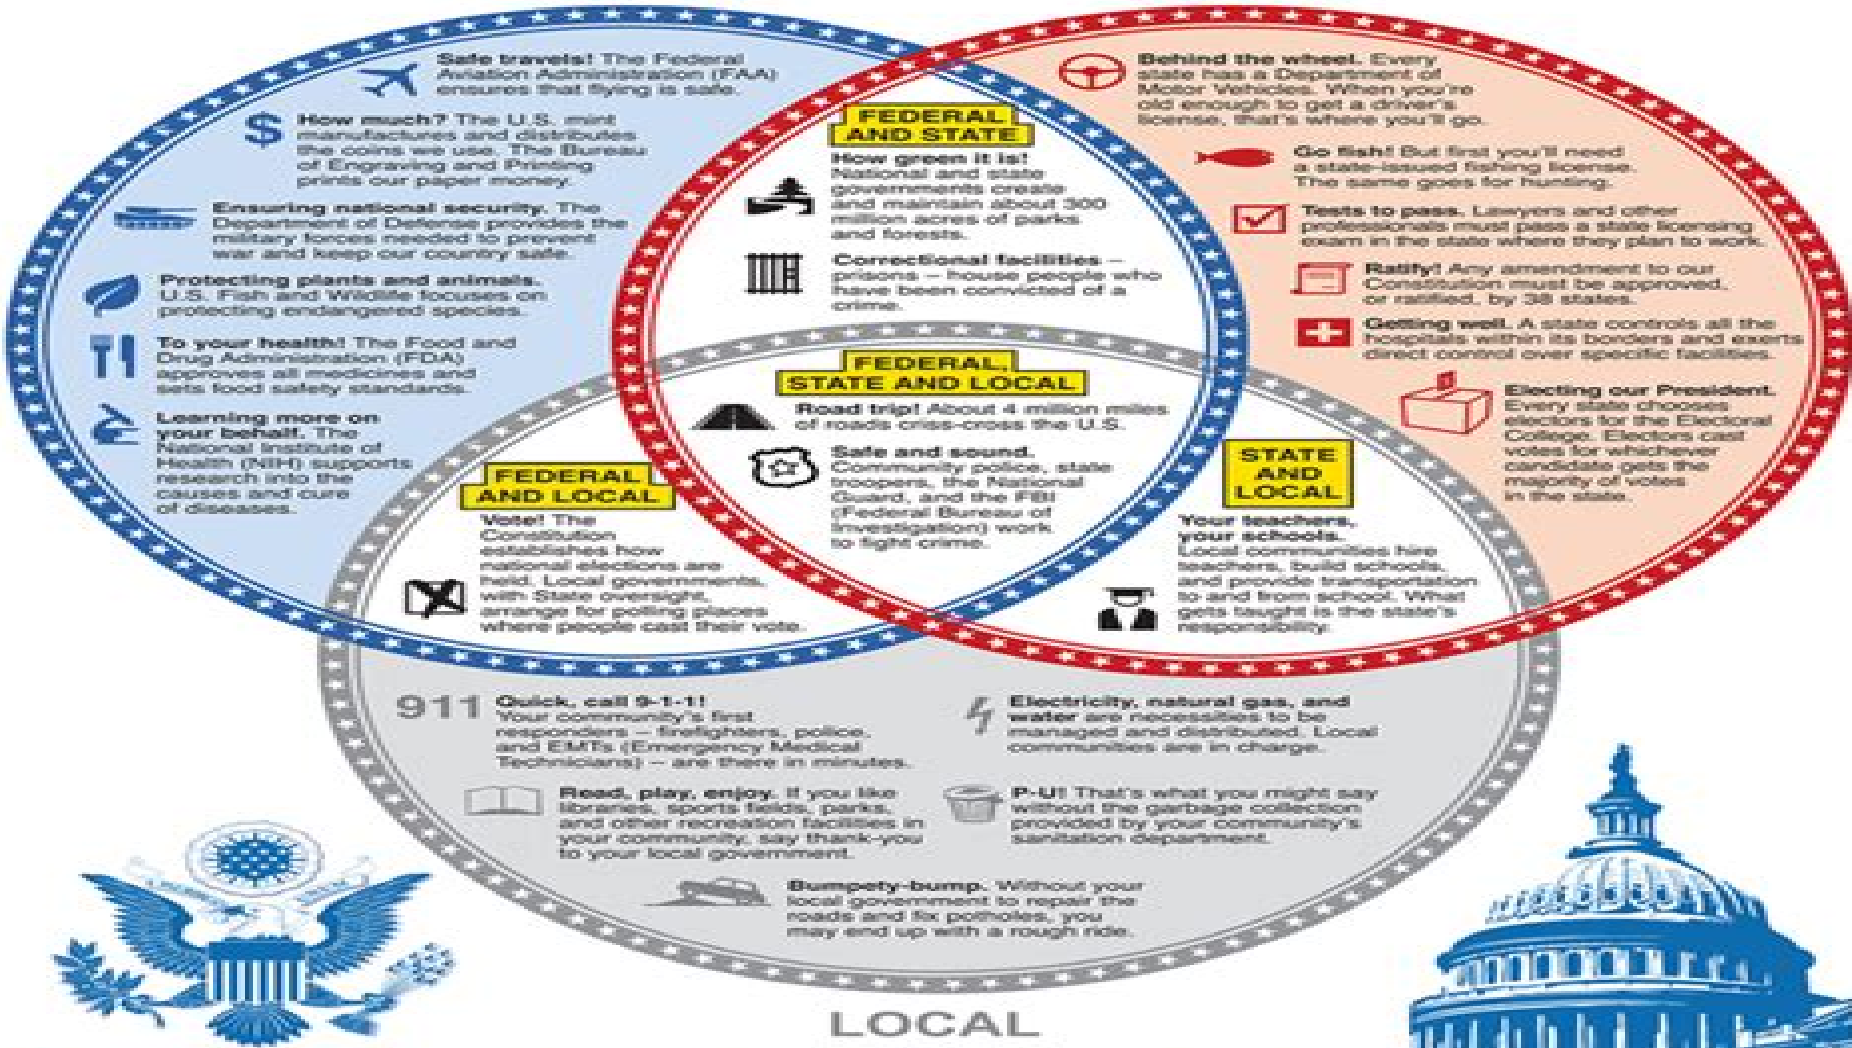 Safe travels! The Federal
Aviation Administration (FAA)
ensures that flying is safe.
$
How much? The U.S. mint
manufactures and distributes
the coins we use. The Bureau
of Engraving and Printing
prints our paper money.
Ensuring national security. The
Department of Defense provides the
military forces needed to prevent
war and keep our country safe.
Protecting plants and animals.
U.S. Fish and Wildlife focuses on
protecting endangered species.
To your health! The Food and
Drug Administration (FDA)
approves all medicines and
sets food safety standards.
Learning more on
your behalf. The
National Institute of
Health (NIH) supports
research into the
causes and cure
of diseases.
FEDERAL
AND STATE
How green it is!
National and state
governments create
and maintain about 300
million acres of parks
and forests.
Correctional facilities –
prisons – house people who
have been convicted of a
crime.
Behind the wheel. Every
state has a Department of
Motor Vehicles. When you're
old enough to get a driver's
license, that's where you'll go.
Go fish! But first you'll need
a state-issued fishing license.
The same goes for hunting.
Tests to pass. Lawyers and other
professionals must pass a state licensing
exam in the state where they plan to work.
Ratify! Any amendment to our
Constitution must be approved,
or ratified, by 38 states.
Getting well. A state controls all the
hospitals within its borders and exerts
direct control over specific facilities.
Electing our President.
Every state chooses
electors for the Electoral
College. Electors cast
votes for whichever
candidate gets the
majority of votes
in the state.
FEDERAL,
STATE AND LOCAL
Road trip! About 4 million miles
of roads criss-cross the U.S.
Safe and sound.
Community police, state
troopers, the National
Guard, and the FBI
(Federal Bureau of
Investigation) work
to fight crime.
FEDERAL
AND LOCAL
Vote! The
Constitution
establishes how
national elections are
held. Local governments,
with State oversight,
arrange for polling places
where people cast their vote.
STATE
AND
LOCAL
Your teachers,
your schools.
Local communities hire
teachers, build schools,
and provide transportation
to and from school. What
gets taught is the state's
responsibility.
911
Quick, call 9-1-1!
Your community's first
responders – firefighters, police,
and EMTs (Emergency Medical
Technicians) – are there in minutes.
Electricity, natural gas, and
water are necessities to be
managed and distributed. Local
communities are in charge.
Read, play, enjoy. If you like
libraries, sports fields, parks,
and other recreation facilities in
your community, say thank-you
to your local government.
P-U! That's what you might say
without the garbage collection
provided by your community's
sanitation department.
Bumpety-bump. Without your
local government to repair the
roads and fix potholes, you
may end up with a rough ride.
LOCAL